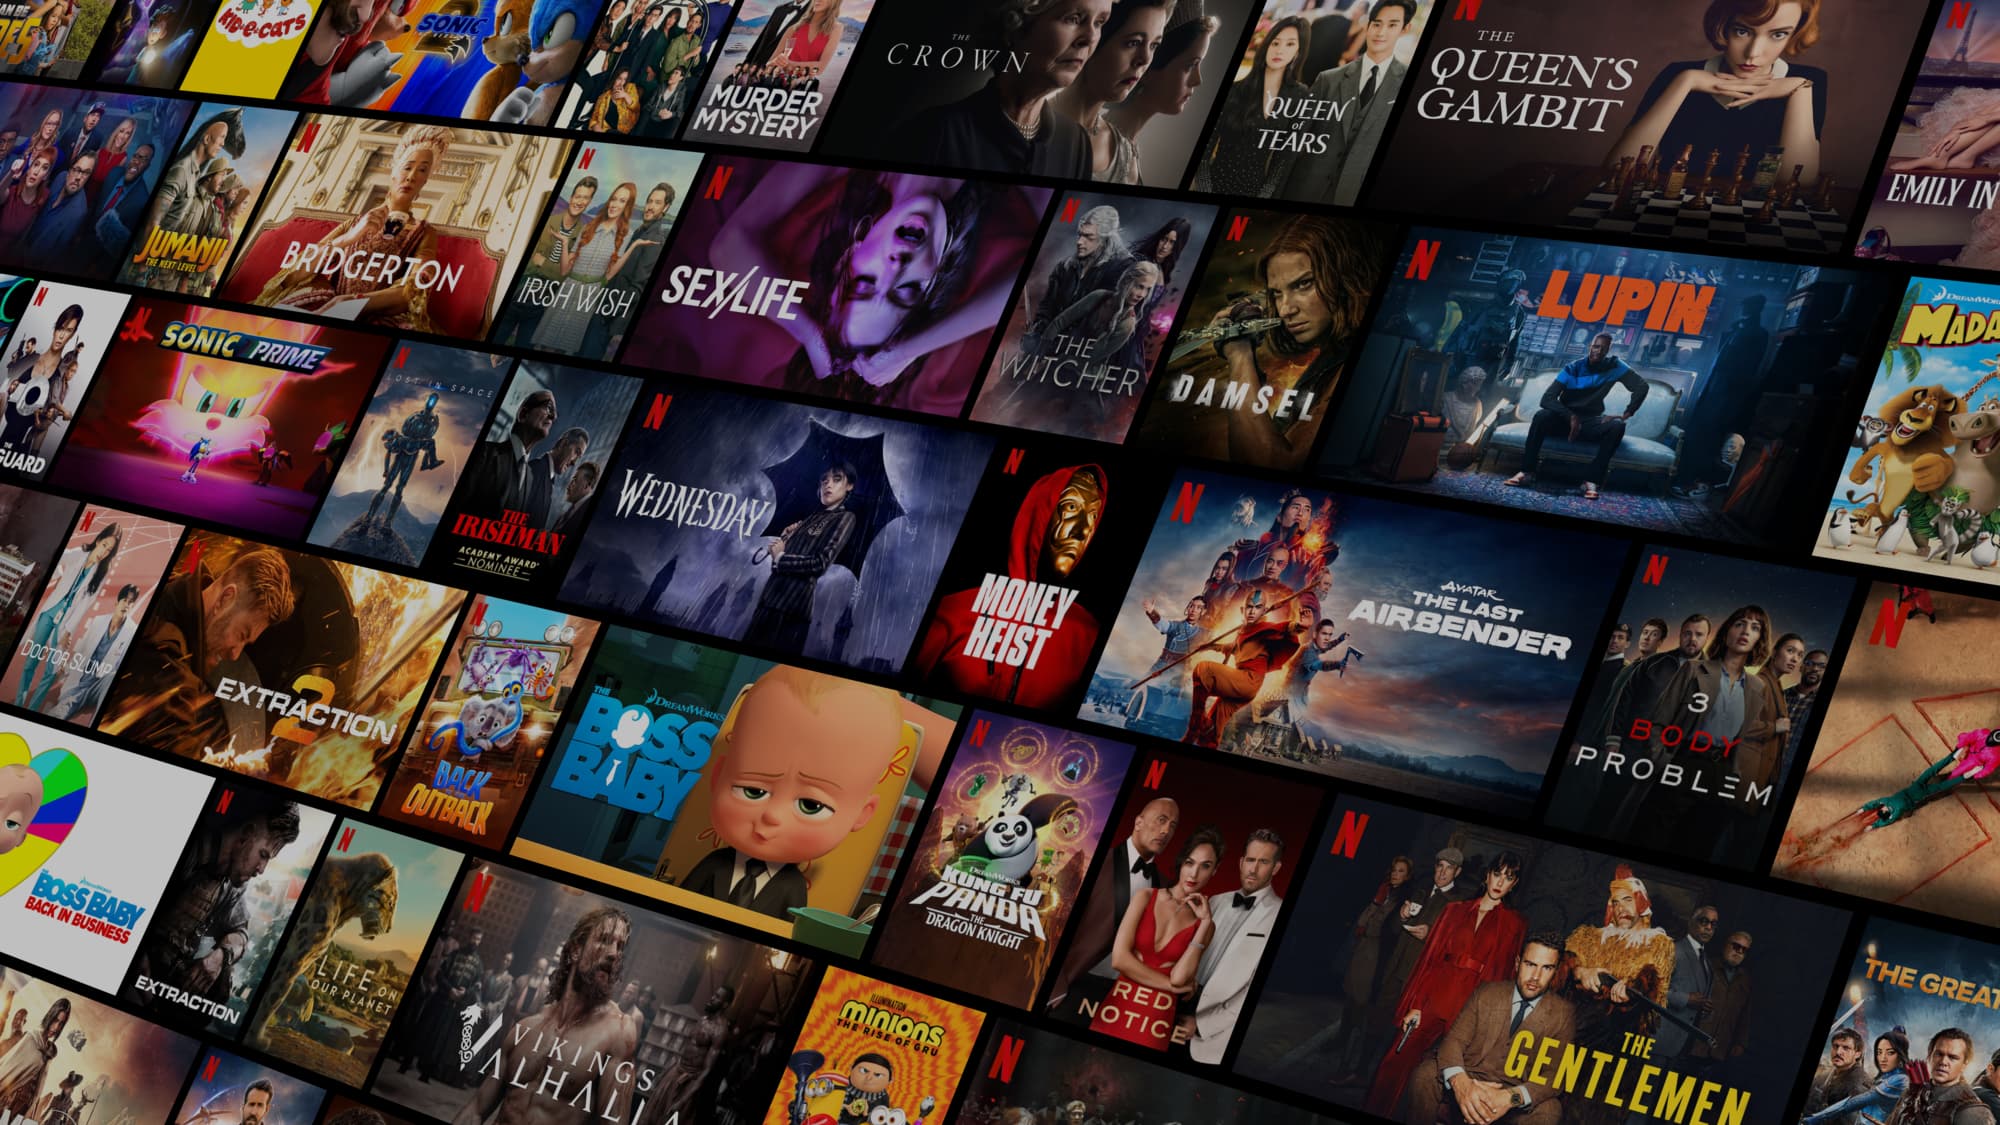 KID-E-CATS
SONIC
MURDER
MYSTERY
THE
CROWN
QUEEN
of
TEARS
THE
QUEEN'S
GAMBIT
EMILY IN
JUMANJI
THE NEXT LEVEL
BRIDGERTON
IRISH WISH
SEX/LIFE
THE
WITCHER
DAMSEL
LUPIN
DREAMWOR
MADA
GUARD
SONIC PRIME
LOST IN SPACE
THE
IRISHMAN
ACADEMY AWARD
NOMINEE
WEDNESDAY
MONEY
HEIST
AVATAR
THE LAST
AIRBENDER
3
BODY
PROBLEM
DOCTOR SLUMP
EXTRACTION
2
BACK
OUTBACK
THE
DREAMWORKS
BOSS
BABY
DREAMWORKS
KUNG FU
PANDA
THE
DRAGON KNIGHT
RED
NOTICE
THE
GENTLEMEN
THE GREAT
BOSS BABY
BACK IN BUSINESS
EXTRACTION
LIFE ON
OUR PLANET
VIKINGS
VALHALLA
ILLUMINATION
MINIONS
THE RISE OF GRU